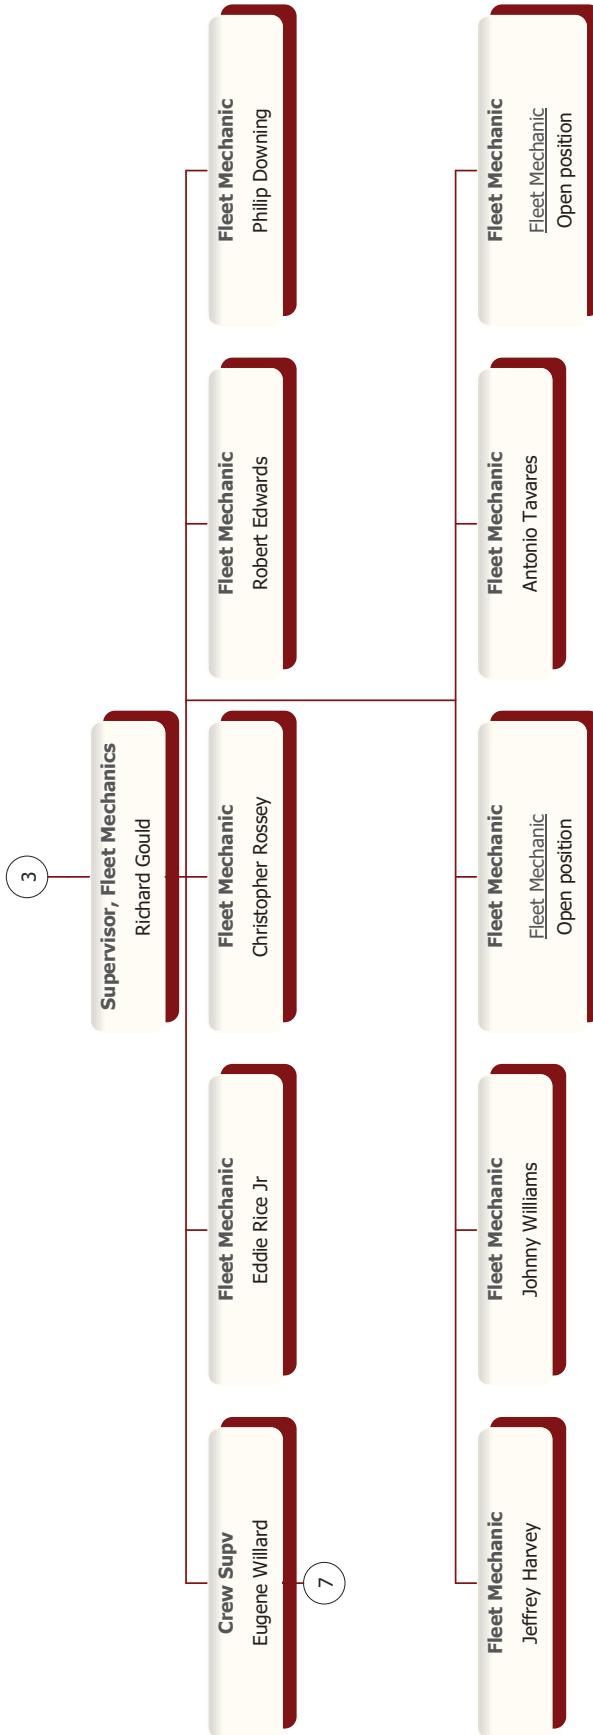 3
Supervisor, Fleet Mechanics
Richard Gould
Crew Supv
Eugene Willard
7
Fleet Mechanic
Eddie Rice Jr
Fleet Mechanic
Christopher Rossey
Fleet Mechanic
Robert Edwards
Fleet Mechanic
Philip Downing
Fleet Mechanic
Jeffrey Harvey
Fleet Mechanic
Johnny Williams
Fleet Mechanic
Fleet Mechanic
Open position
Fleet Mechanic
Antonio Tavares
Fleet Mechanic
Fleet Mechanic
Open position